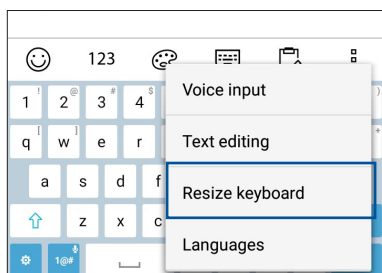 123
Voice input
1 ! 2 @ 3 # 4 $ )
Text editing
q [ w ] e r +
Resize keyboard
a s d f
z x c
Languages
1@#